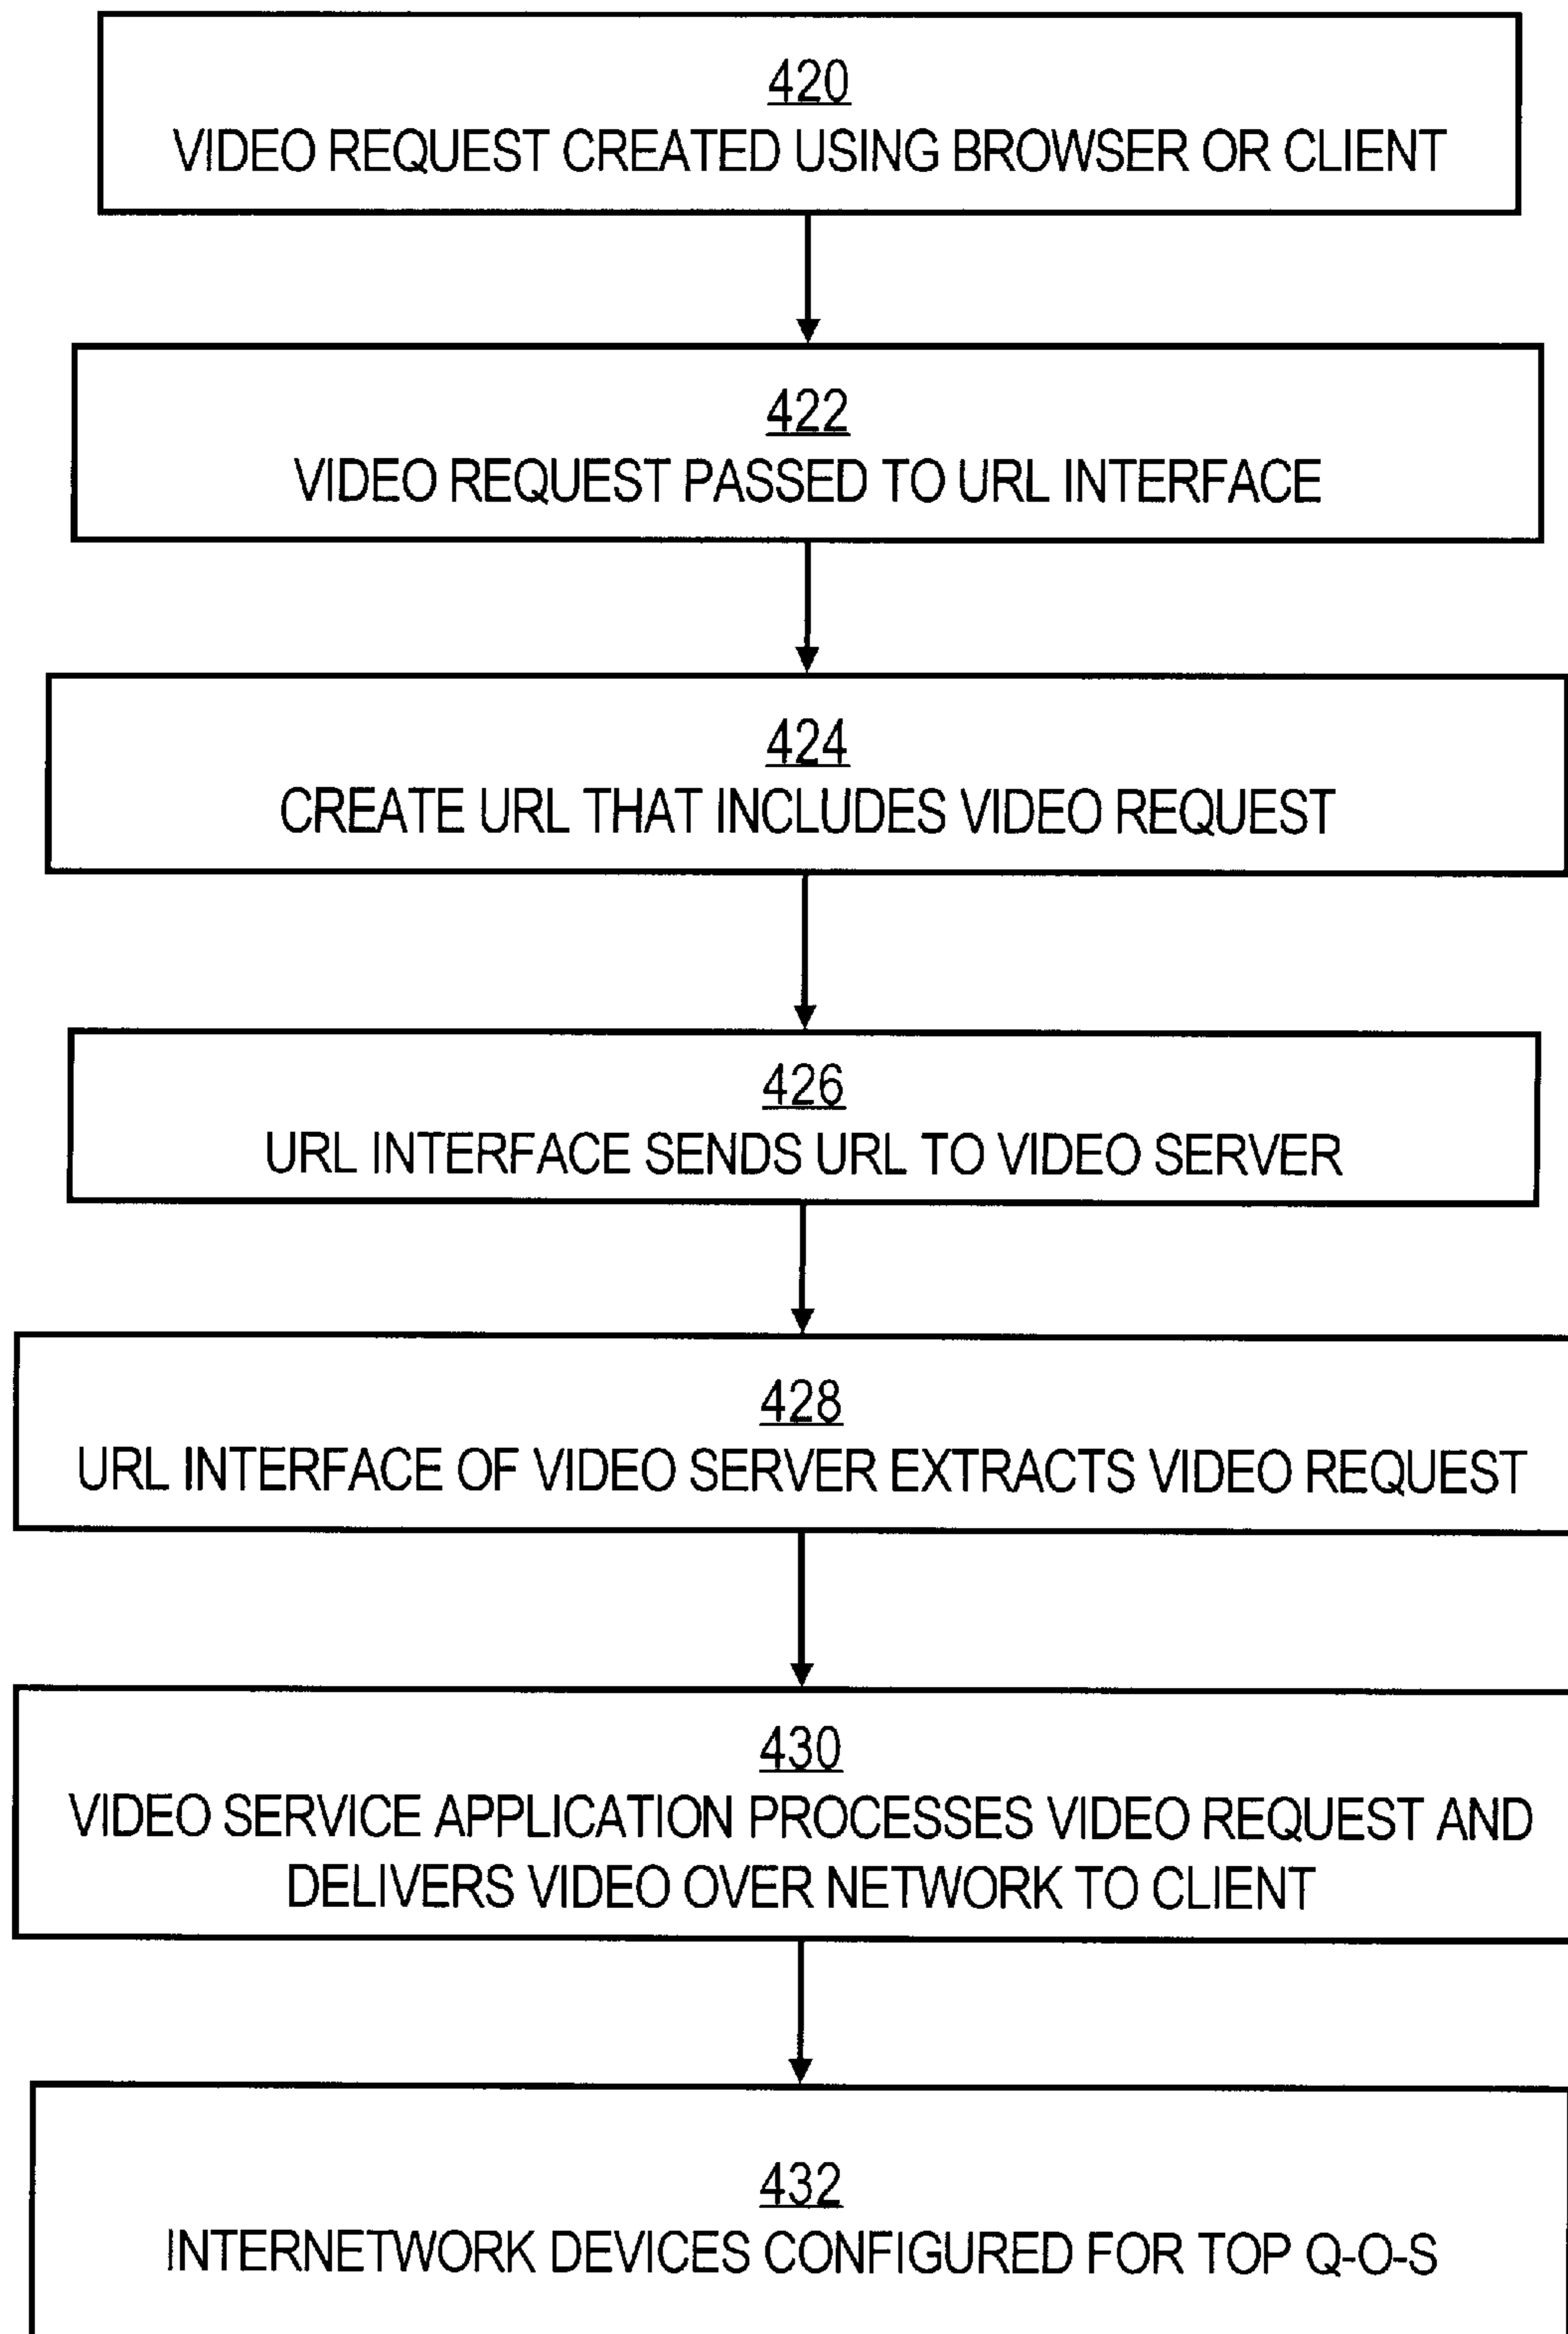 420
VIDEO REQUEST CREATED USING BROWSER OR CLIENT
422
VIDEO REQUEST PASSED TO URL INTERFACE
424
CREATE URL THAT INCLUDES VIDEO REQUEST
426
URL INTERFACE SENDS URL TO VIDEO SERVER
428
URL INTERFACE OF VIDEO SERVER EXTRACTS VIDEO REQUEST
430
VIDEO SERVICE APPLICATION PROCESSES VIDEO REQUEST AND
DELIVERS VIDEO OVER NETWORK TO CLIENT
432
INTERNETWORK DEVICES CONFIGURED FOR TOP Q-O-S